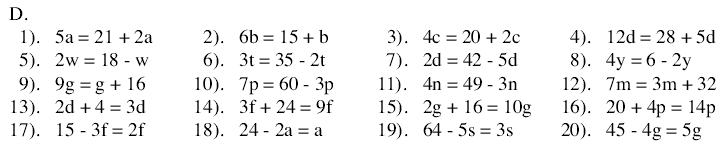 D.
1). 5a = 21 + 2a 2). 6b = 15 + b 3). 4c = 20 + 2c 4). 12d = 28 + 5d
5). 2w = 18 - w 6). 3t = 35 - 2t 7). 2d = 42 - 5d 8). 4y = 6 - 2y
9). 9g = g + 16 10). 7p = 60 - 3p 11). 4n = 49 - 3n 12). 7m = 3m + 32
13). 2d + 4 = 3d 14). 3f + 24 = 9f 15). 2g + 16 = 10g 16). 20 + 4p = 14p
17). 15 - 3f = 2f 18). 24 - 2a = a 19). 64 - 5s = 3s 20). 45 - 4g = 5g